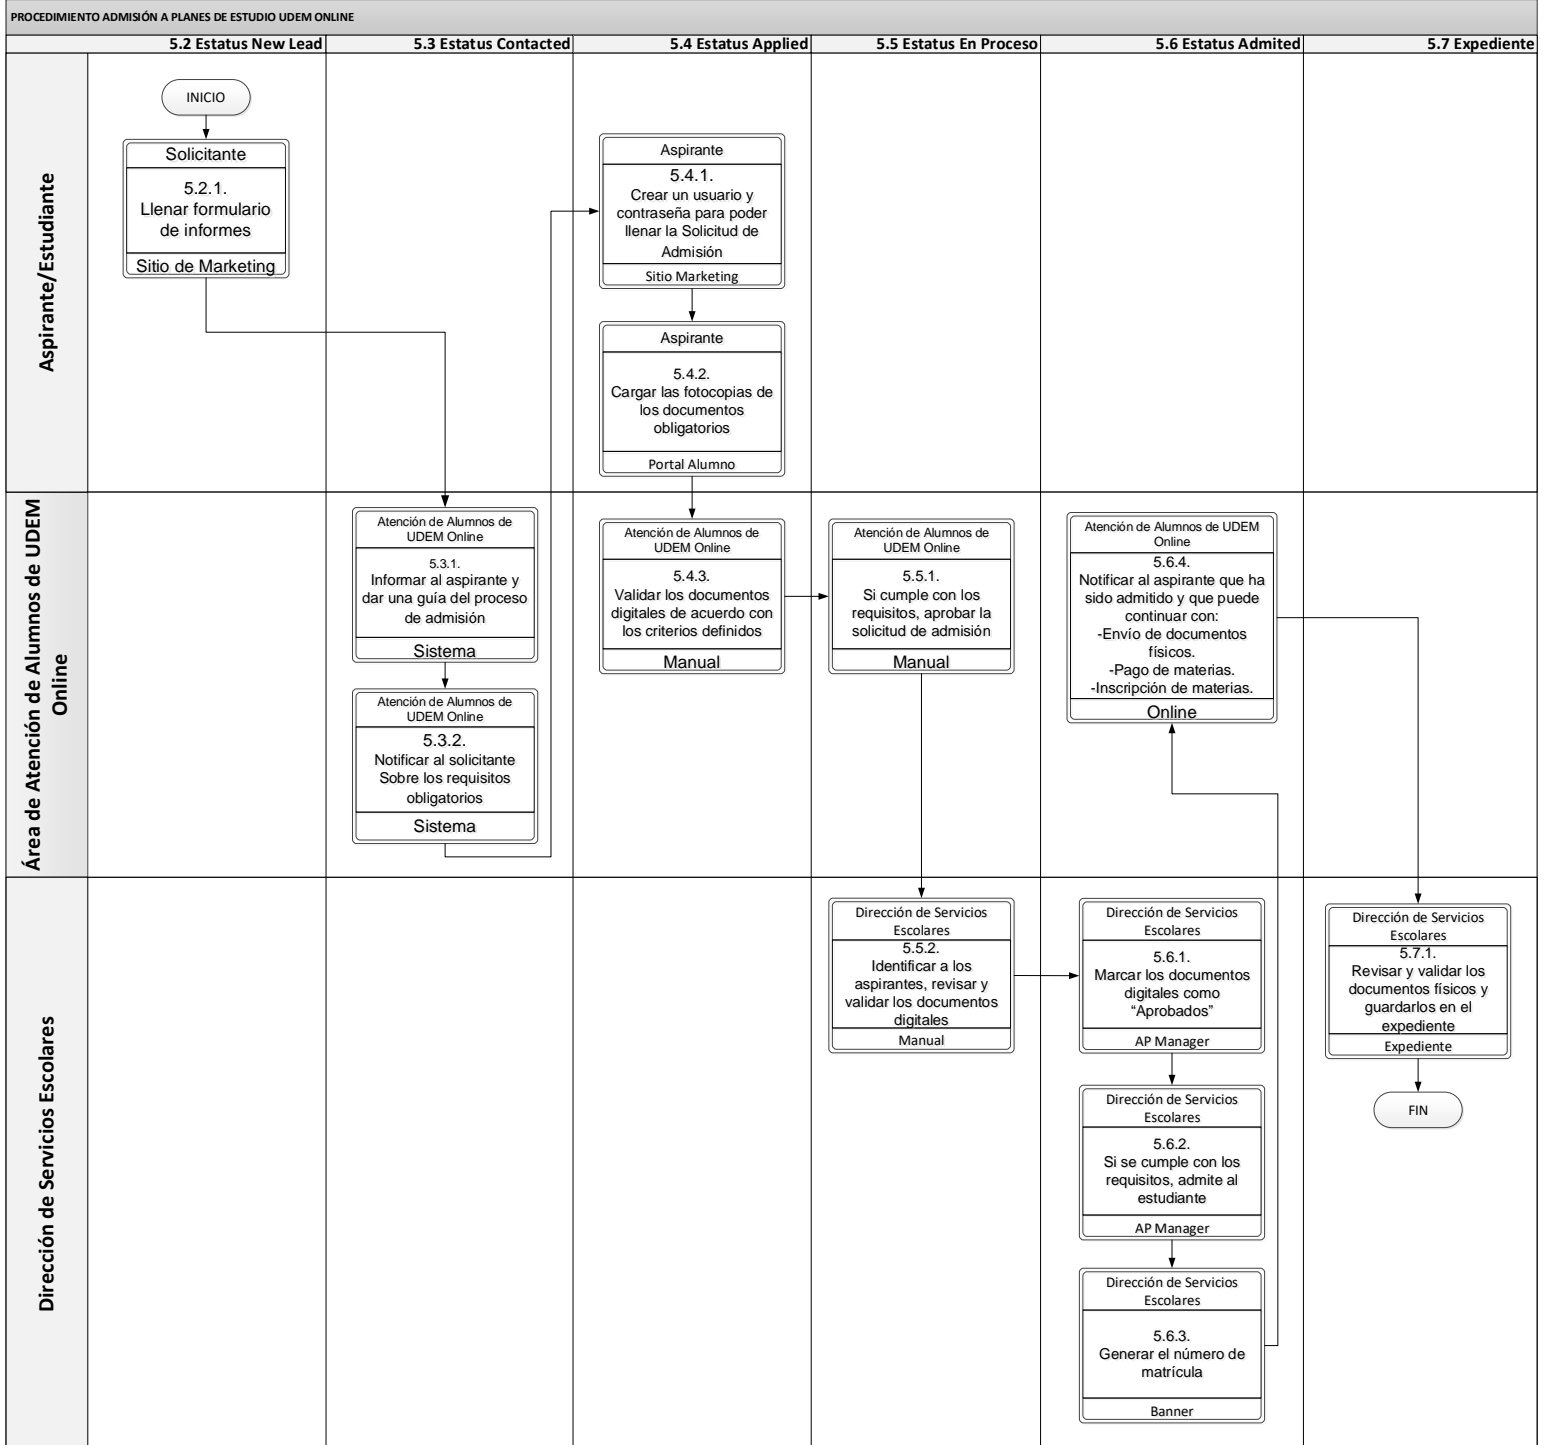 PROCEDIMIENTO ADMISIÓN A PLANES DE ESTUDIO UDEM ONLINE
5.2 Estatus New Lead
5.3 Estatus Contacted
5.4 Estatus Applied
5.5 Estatus En Proceso
5.6 Estatus Admited
5.7 Expediente
Aspirante/Estudiante
INICIO
Solicitante
5.2.1.
Llenar formulario
de informes
Sitio de Marketing
Aspirante
5.4.1.
Crear un usuario y
contraseña para poder
llenar la Solicitud de
Admisión
Sitio Marketing
Aspirante
5.4.2.
Cargar las fotocopias de
los documentos
obligatorios
Portal Alumno
Área de Atención de Alumnos de UDEM
Online
Atención de Alumnos de
UDEM Online
5.3.1.
Informar al aspirante y
dar una guía del proceso
de admisión
Sistema
Atención de Alumnos de
UDEM Online
5.3.2.
Notificar al solicitante
Sobre los requisitos
obligatorios
Sistema
Atención de Alumnos de
UDEM Online
5.4.3.
Validar los documentos
digitales de acuerdo con
los criterios definidos
Manual
Atención de Alumnos de
UDEM Online
5.5.1.
Si cumple con los
requisitos, aprobar la
solicitud de admisión
Manual
Atención de Alumnos de UDEM
Online
5.6.4.
Notificar al aspirante que ha
sido admitido y que puede
continuar con:
-Envío de documentos
físicos.
-Pago de materias.
-Inscripción de materias.
Online
Dirección de Servicios Escolares
Dirección de Servicios
Escolares
5.5.2.
Identificar a los
aspirantes, revisar y
validar los documentos
digitales
Manual
Dirección de Servicios
Escolares
5.6.1.
Marcar los documentos
digitales como
“Aprobados”
AP Manager
Dirección de Servicios
Escolares
5.6.2.
Si se cumple con los
requisitos, admite al
estudiante
AP Manager
Dirección de Servicios
Escolares
5.6.3.
Generar el número de
matrícula
Banner
Dirección de Servicios
Escolares
5.7.1.
Revisar y validar los
documentos físicos y
guardarlos en el
expediente
Expediente
FIN